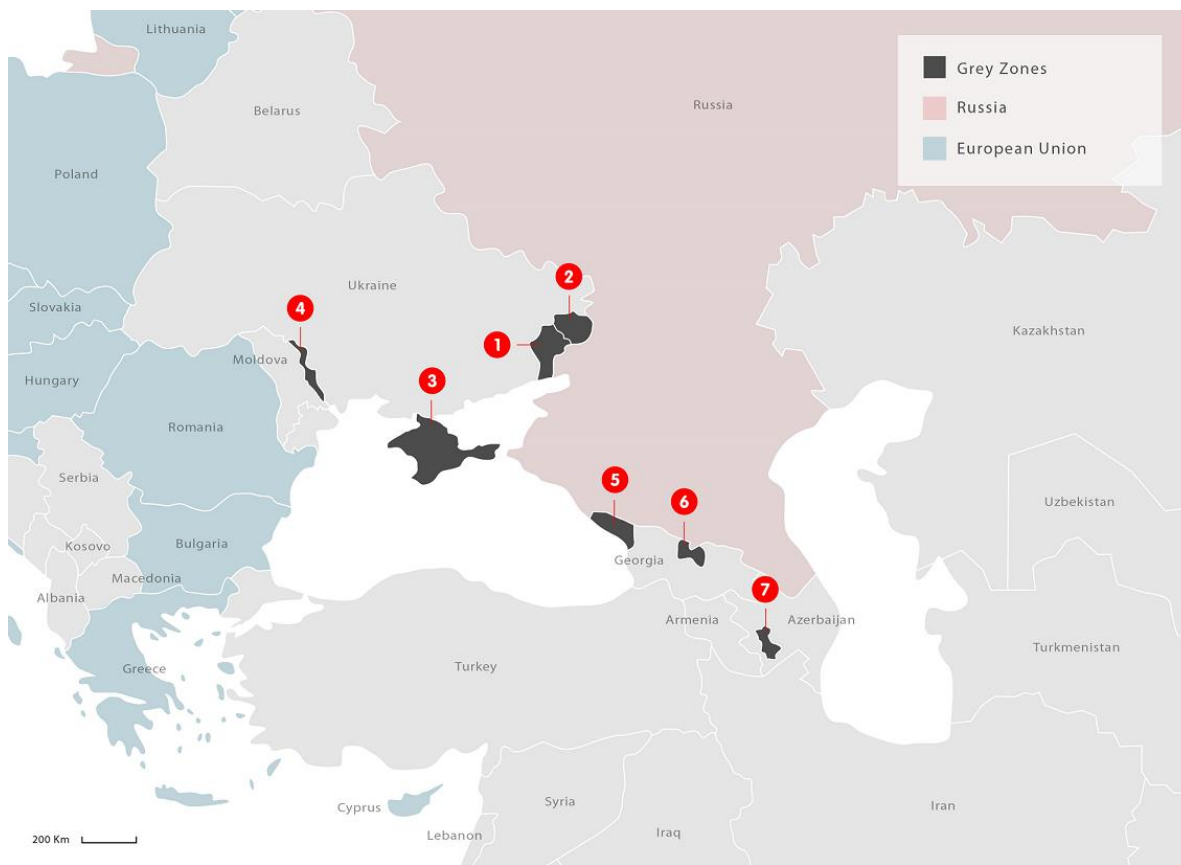 Lithuania
Grey Zones
Russia
European Union
Russia
Belarus
Poland
2
Ukraine
4
Slovakia
Kazakhstan
1
Moldova
Hungary
3
Romania
Serbia
5
6
Uzbekistan
Kosovo
Bulgaria
Georgia
Macedonia
7
Albania
Armenia
Azerbaijan
Turkmenistan
Greece
Turkey
Syria
Iran
Cyprus
Lebanon
Iraq
200 Km